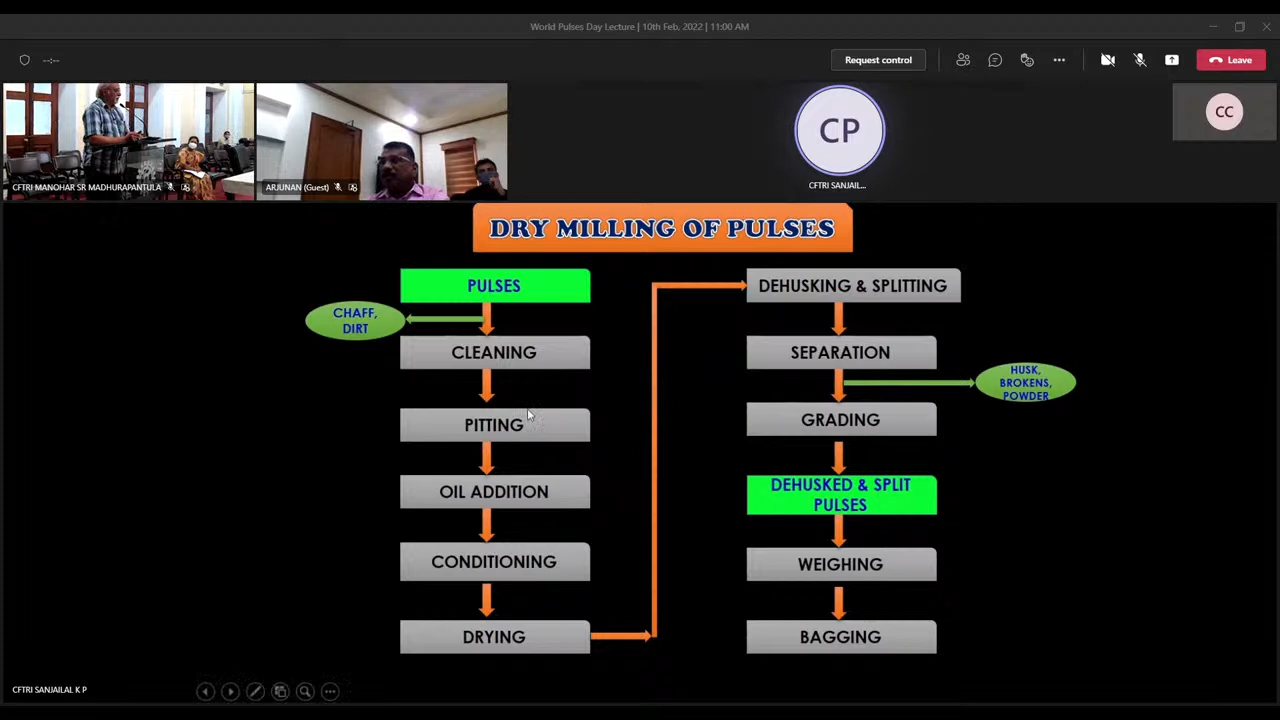 World Pulses Day Lecture | 10th Feb, 2022 | 11:00 AM
--:--
Request control
Leave
CFTRI MANOHAR SR MADHURAPANTULA
ARJUNAN (Guest)
CP
CFTRI SANJAIL...
CC
DRY MILLING OF PULSES
PULSES
CHAFF,
DIRT
CLEANING
PITTING
OIL ADDITION
CONDITIONING
DRYING
DEHUSKING & SPLITTING
SEPARATION
HUSK,
BROKENS,
POWDER
GRADING
DEHUSKED & SPLIT
PULSES
WEIGHING
BAGGING
CFTRI SANJAILAL K P